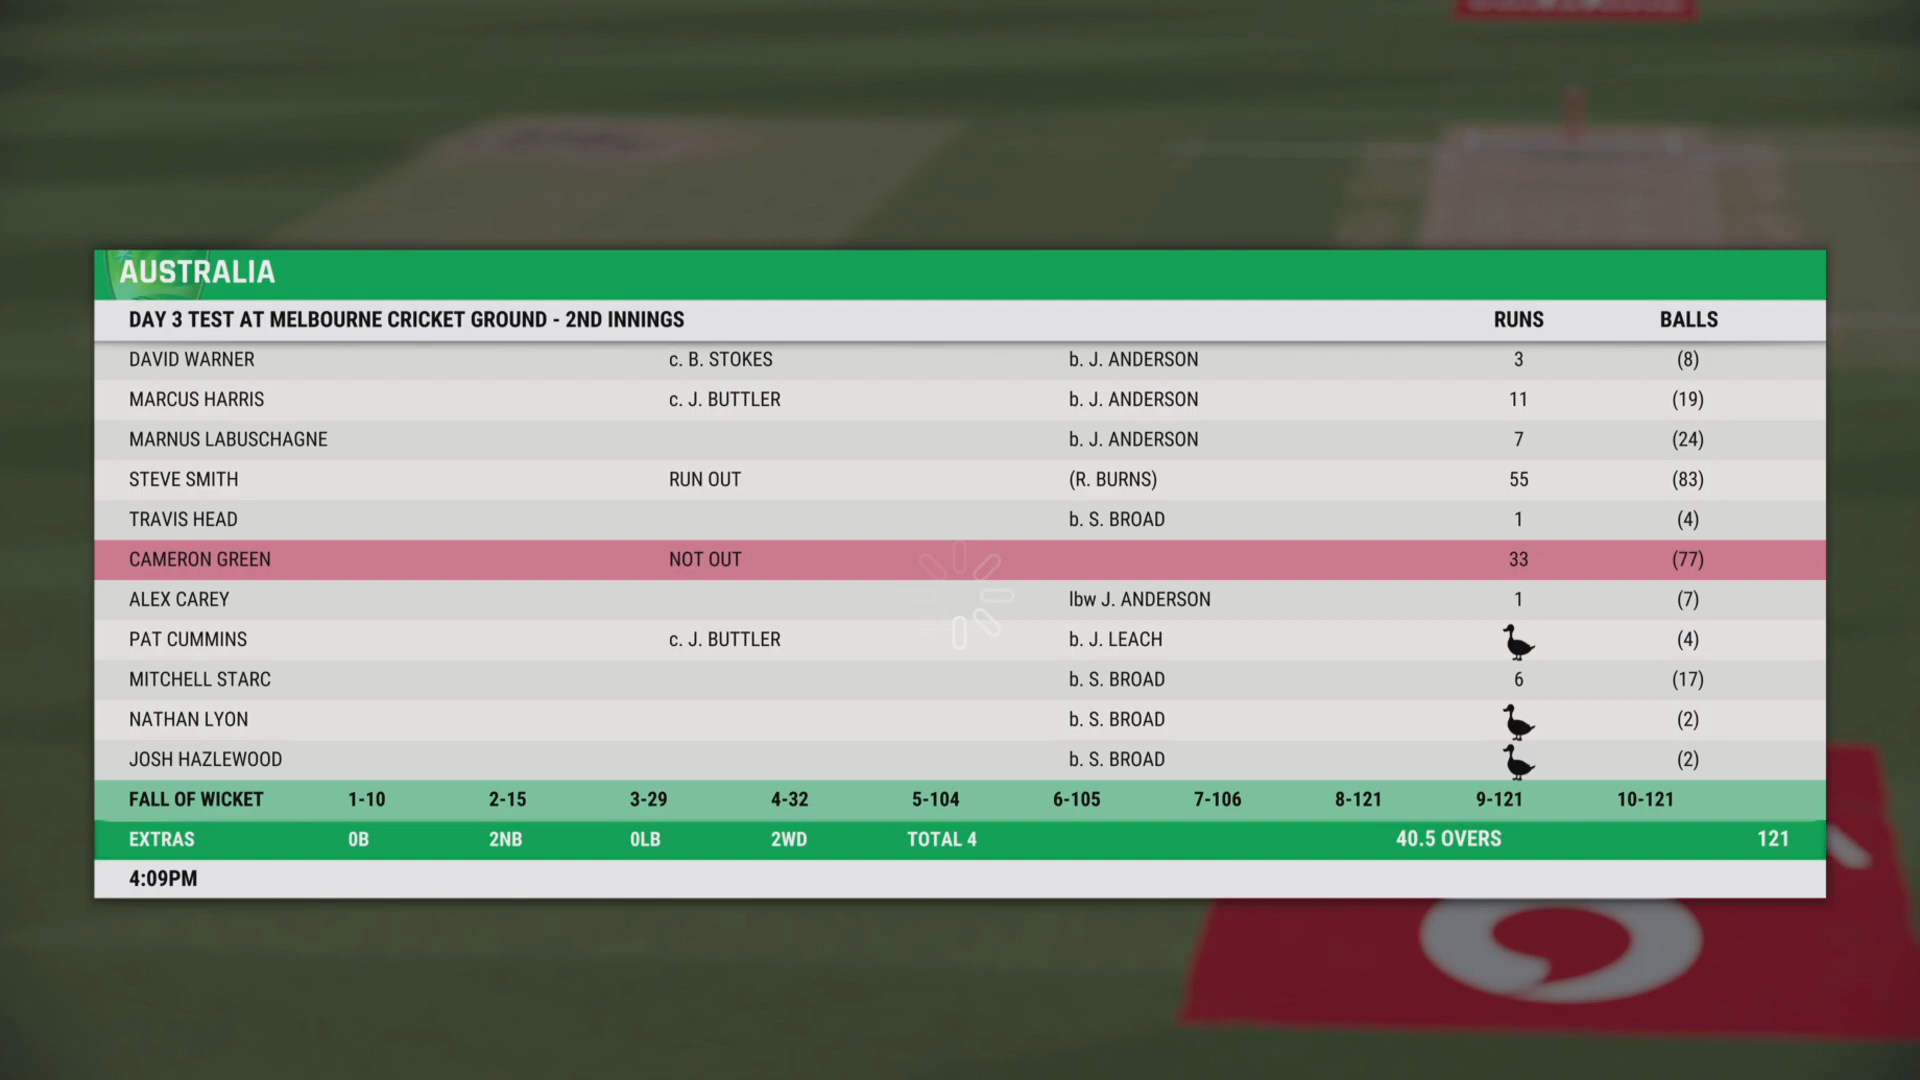 AUSTRALIA
DAY 3 TEST AT MELBOURNE CRICKET GROUND - 2ND INNINGS RUNS BALLS
DAVID WARNER c. B. STOKES b. J. ANDERSON 3 (8)
MARCUS HARRIS c. J. BUTTLER b. J. ANDERSON 11 (19)
MARNUS LABUSCHAGNE b. J. ANDERSON 7 (24)
STEVE SMITH RUN OUT (R. BURNS) 55 (83)
TRAVIS HEAD b. S. BROAD 1 (4)
CAMERON GREEN NOT OUT 33 (77)
ALEX CAREY lbw J. ANDERSON 1 (7)
PAT CUMMINS c. J. BUTTLER b. J. LEACH (4)
MITCHELL STARC b. S. BROAD 6 (17)
NATHAN LYON b. S. BROAD (2)
JOSH HAZLEWOOD b. S. BROAD (2)
FALL OF WICKET 1-10 2-15 3-29 4-32 5-104 6-105 7-106 8-121 9-121 10-121
EXTRAS 0B 2NB 0LB 2WD TOTAL 4 40.5 OVERS 121
4:09PM